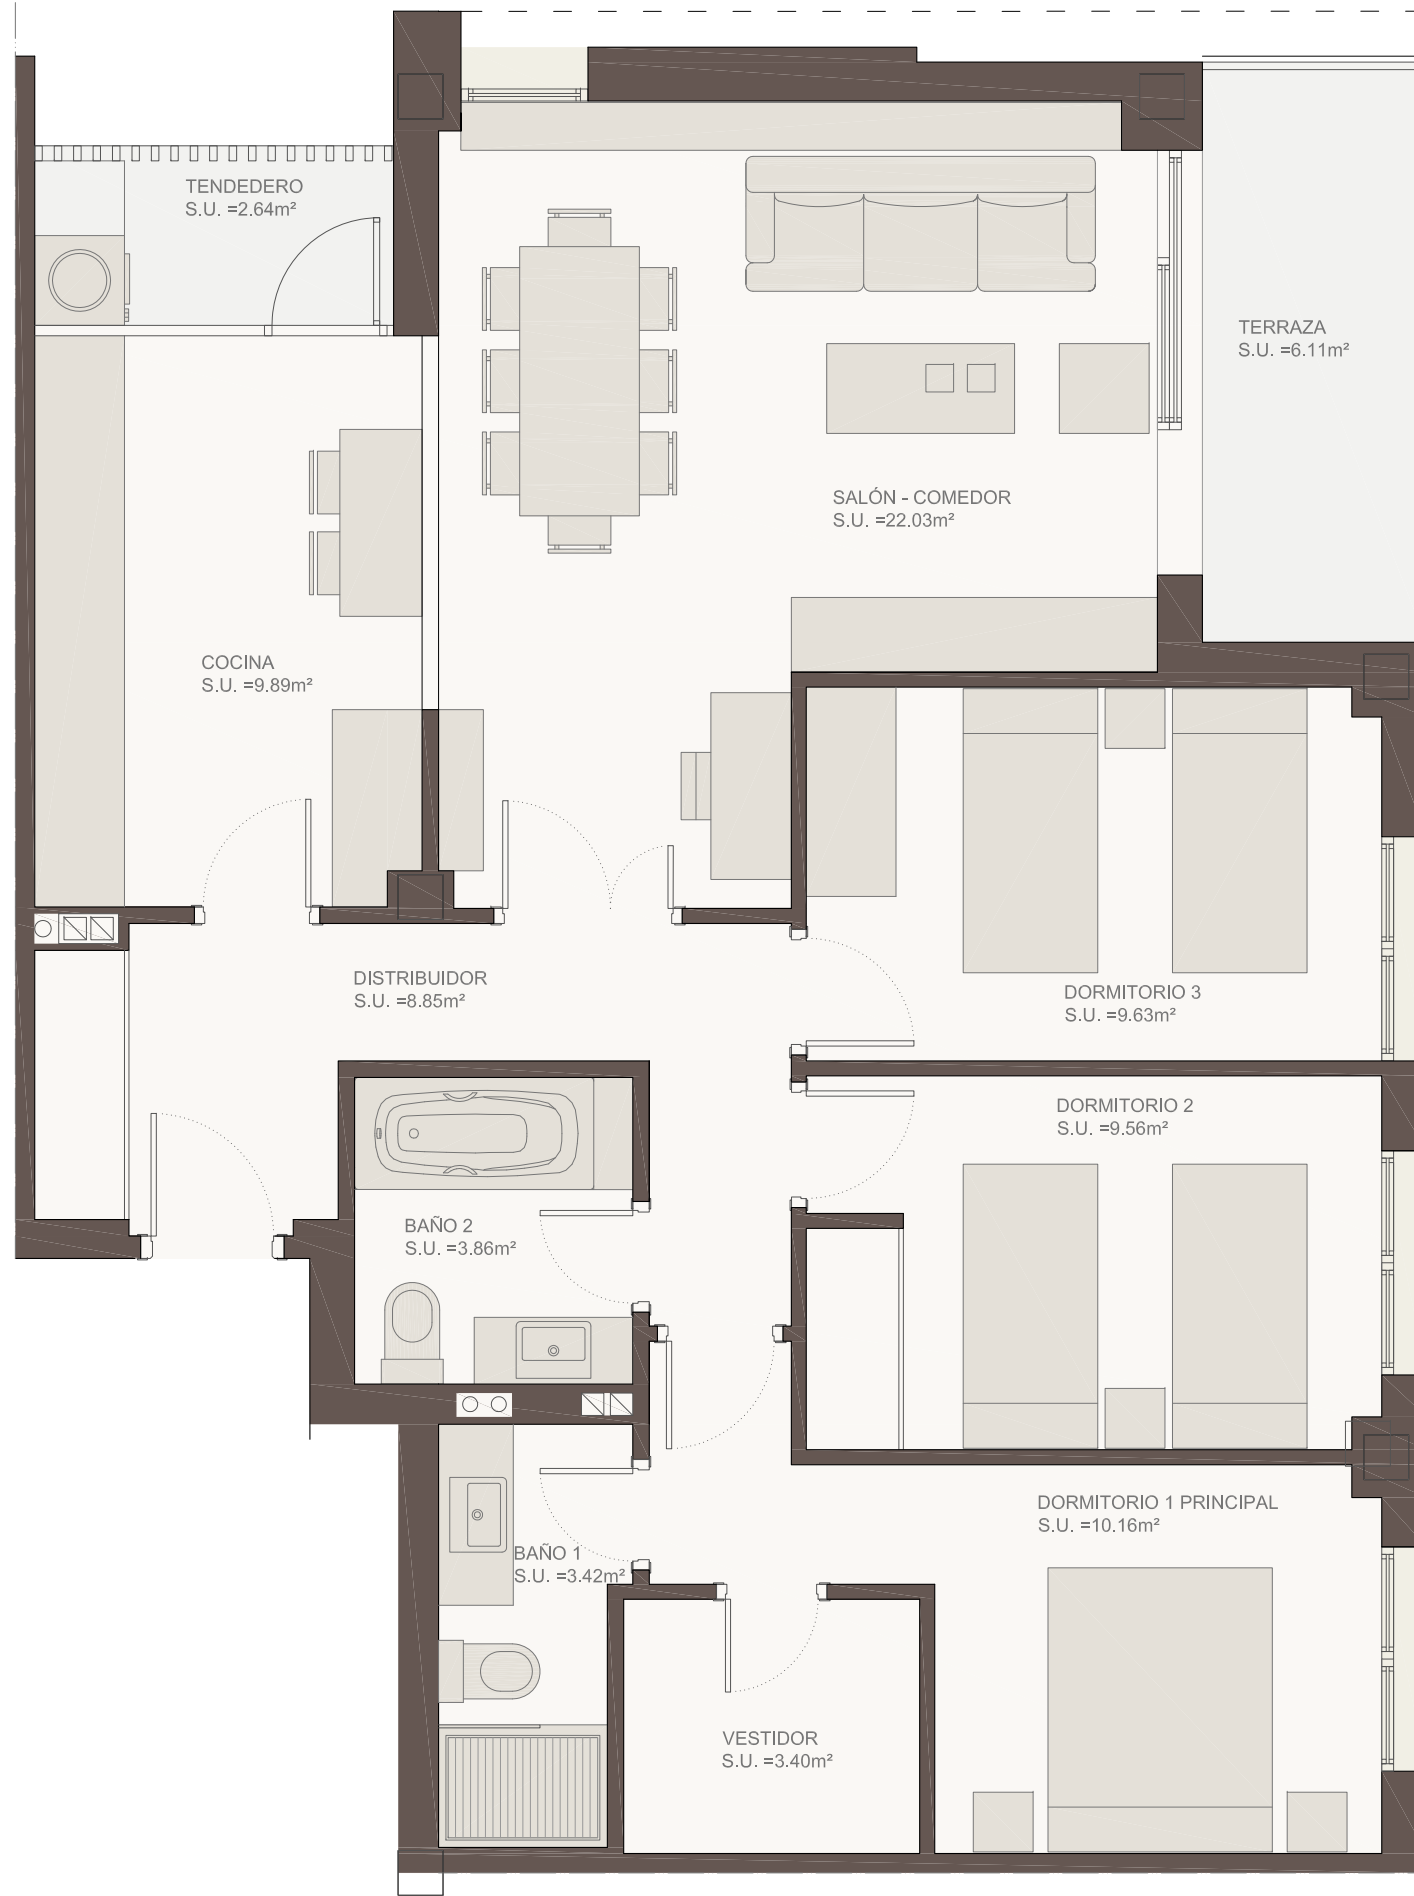 TENDEDERO
S.U. =2.64m²
TERRAZA
S.U. =6.11m²
SALÓN - COMEDOR
S.U. =22.03m²
COCINA
S.U. =9.89m²
DISTRIBUIDOR
S.U. =8.85m²
DORMITORIO 3
S.U. =9.63m²
DORMITORIO 2
S.U. =9.56m²
BAÑO 2
S.U. =3.86m²
DORMITORIO 1 PRINCIPAL
S.U. =10.16m²
BAÑO 1
S.U. =3.42m²
VESTIDOR
S.U. =3.40m²